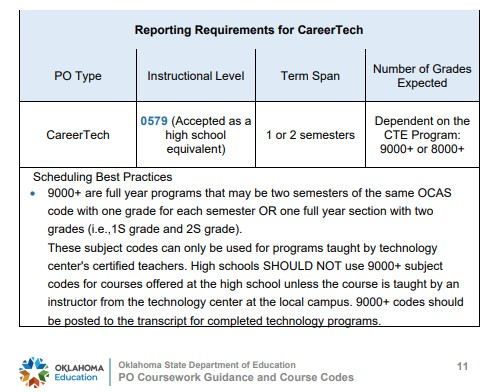 Reporting Requirements for CareerTech
PO Type
Instructional Level
Term Span
Number of Grades
Expected
CareerTech
0579 (Accepted as a
high school
equivalent)
1 or 2 semesters
Dependent on the
CTE Program:
9000+ or 8000+
Scheduling Best Practices
• 9000+ are full year programs that may be two semesters of the same OCAS
code with one grade for each semester OR one full year section with two
grades (i.e.,1S grade and 2S grade).
These subject codes can only be used for programs taught by technology
center's certified teachers. High schools SHOULD NOT use 9000+ subject
codes for courses offered at the high school unless the course is taught by an
instructor from the technology center at the local campus. 9000+ codes should
be posted to the transcript for completed technology programs.
OKLAHOMA
Education
Oklahoma State Department of Education
PO Coursework Guidance and Course Codes
11